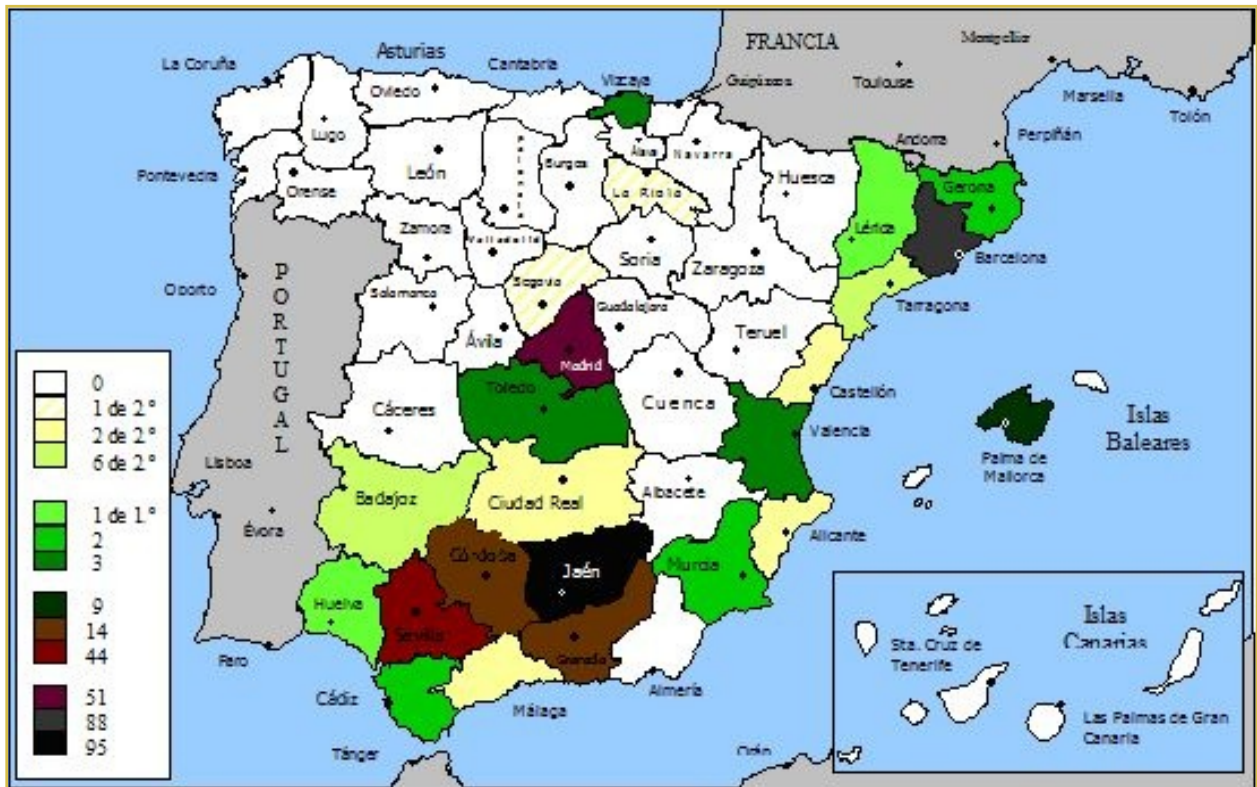 Asturias
La Coruña
Cantabria
Vizcaya
FRANCIA
Montpellier
Guipúzcoa
Toulouse
Marsella
Tolón
Oviedo
Lugo
Álava
Navarra
Andorra
Perpiñán
Pontevedra
Orense
León
Palencia
Burgos
La Rioja
Huesca
Gerona
Zamora
Valladolid
Soria
Zaragoza
Lérica
Barcelona
PORTUGAL
Oporto
Salamanca
Segovia
Guadalajara
Tarragona
Ávila
Madrid
Teruel
Toledo
Cáceres
Cuenca
Castellón
Islas
Baleares
Valencia
Palma de
Mallorca
Lisboa
Badajoz
Ciudad Real
Albacete
Évora
Alicante
Córdoba
Jaén
Murcia
Huelva
Sevilla
Granada
Faro
Cádiz
Málaga
Almería
Tánger
Orán
Islas
Canarias
Sta. Cruz de
Tenerife
Las Palmas de Gran
Canaria
0
1 de 2°
2 de 2°
6 de 2°
1 de 1.°
2
3
9
14
44
51
88
95